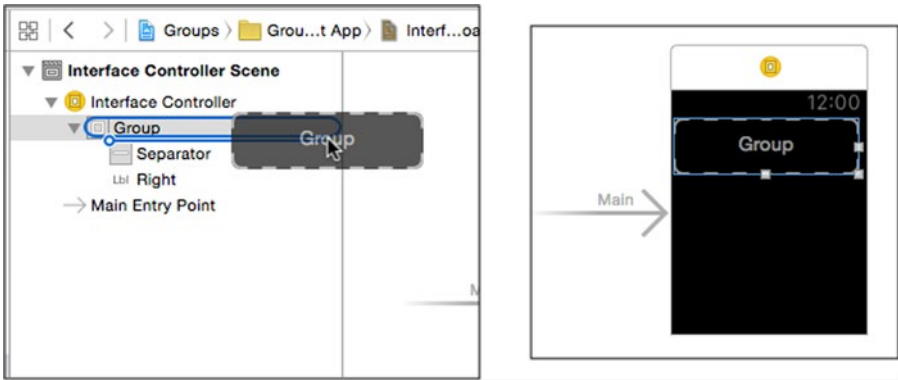 Groups Grou...t App Interf...oa
Interface Controller Scene
Interface Controller
Group
Group
Separator
Lbl Right
Main Entry Point
M
12:00
Group
Main